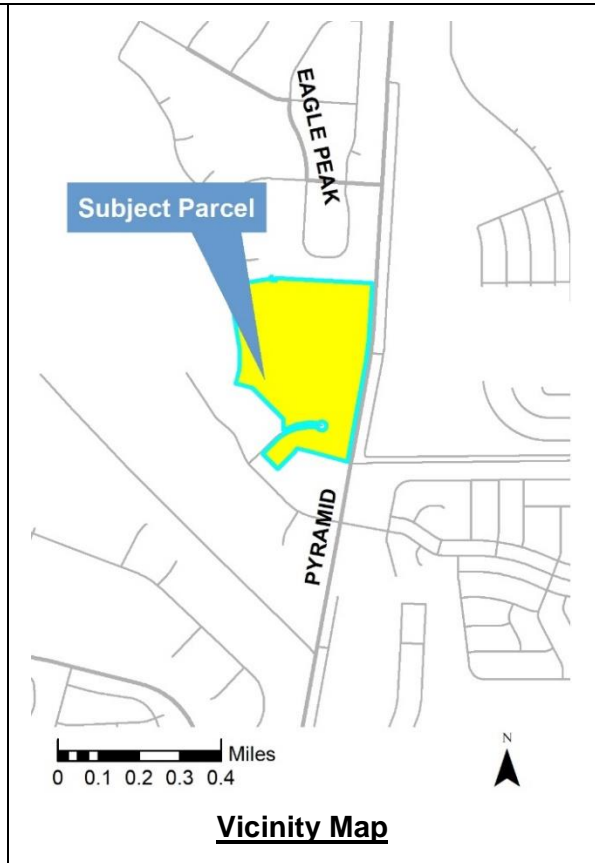 EAGLE PEAK
Subject Parcel
PYRAMID
Miles
0 0.1 0.2 0.3 0.4
N
Vicinity Map